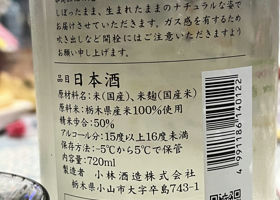 しぼったまま、生まれたままのナチュラルな姿で
お届けさせていただきます。ガス感を有するため
吹き出しなど開栓にはご注意いただきますよう
お願い申し上げます。
品目 日本酒
原材料名:米(国産)、米麹(国産米)
原料米:栃木県産米100%使用
精米歩合:50%
アルコール分:15度以上16度未満
保存方法:-5℃から5℃で保管
内容量:720ml
製造者 小林酒造株式会社
栃木県小山市大字卒島743-1
4991186140122